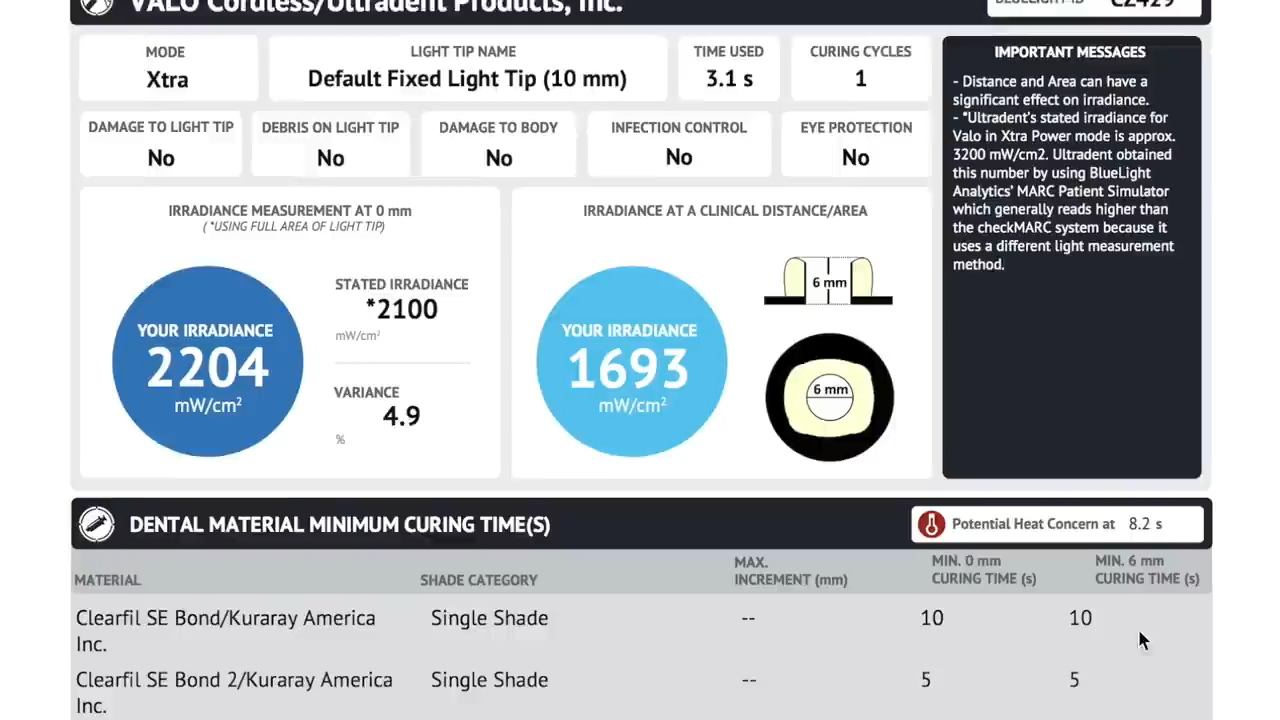 VALO Cordless/Ultradent Products, Inc.
MODE
Xtra
LIGHT TIP NAME
Default Fixed Light Tip (10 mm)
TIME USED
3.1 s
CURING CYCLES
1
DAMAGE TO LIGHT TIP
No
DEBRIS ON LIGHT TIP
No
DAMAGE TO BODY
No
INFECTION CONTROL
No
EYE PROTECTION
No
IMPORTANT MESSAGES
- Distance and Area can have a
significant effect on irradiance.
- *Ultradent's stated irradiance for
Valo in Xtra Power mode is approx.
3200 mW/cm2. Ultradent obtained
this number by using BlueLight
Analytics' MARC Patient Simulator
which generally reads higher than
the checkMARC system because it
uses a different light measurement
method.
IRRADIANCE MEASUREMENT AT 0 mm
( *USING FULL AREA OF LIGHT TIP)
YOUR IRRADIANCE
2204
mW/cm²
STATED IRRADIANCE
*2100
mW/cm²
VARIANCE
4.9
%
IRRADIANCE AT A CLINICAL DISTANCE/AREA
YOUR IRRADIANCE
1693
mW/cm²
6 mm
6 mm
DENTAL MATERIAL MINIMUM CURING TIME(S)
Potential Heat Concern at 8.2 s
MATERIAL
SHADE CATEGORY
MAX.
INCREMENT (mm)
MIN. 0 mm
CURING TIME (s)
MIN. 6 mm
CURING TIME (s)
Clearfil SE Bond/Kuraray America
Inc.
Single Shade
--
10
10
Clearfil SE Bond 2/Kuraray America
Inc.
Single Shade
--
5
5